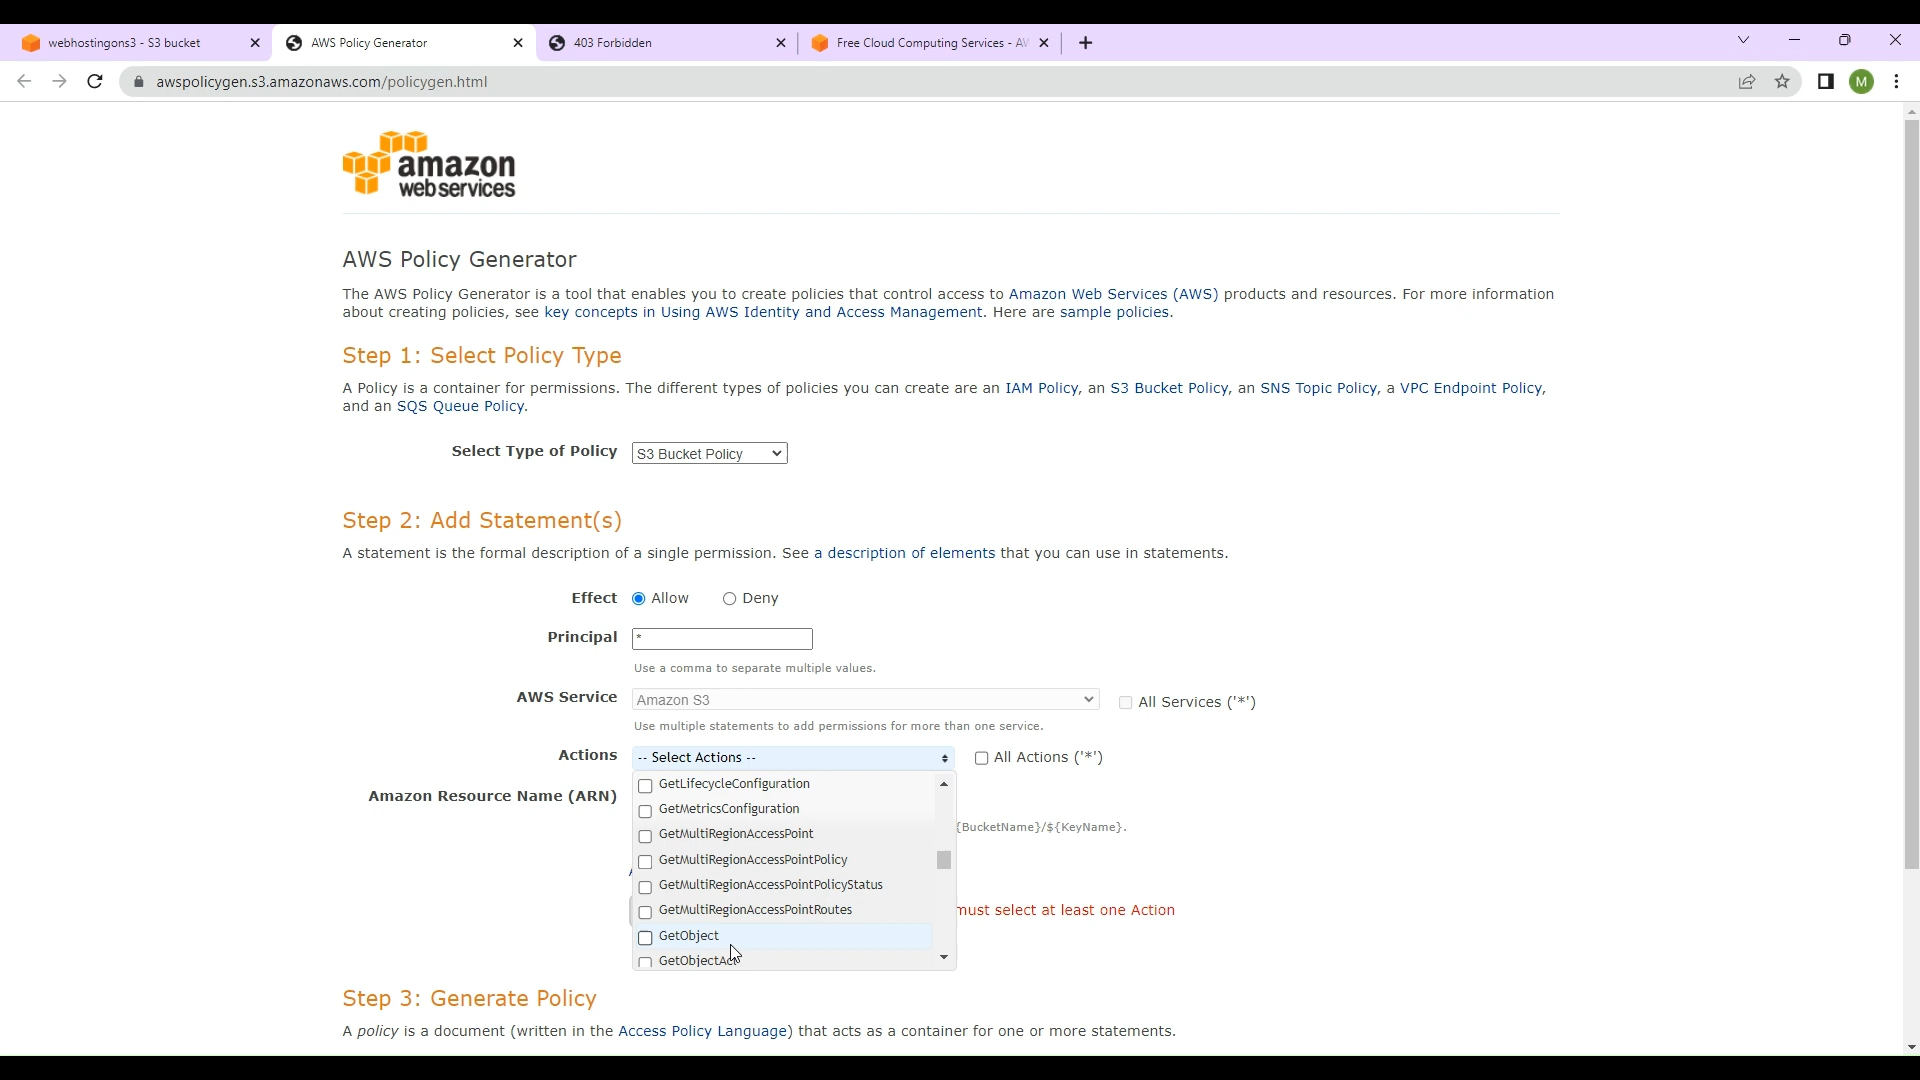 webhostingons3 - S3 bucket
AWS Policy Generator
403 Forbidden
Free Cloud Computing Services - AW
awspolicygen.s3.amazonaws.com/policygen.html
M
amazon
webservices
AWS Policy Generator
The AWS Policy Generator is a tool that enables you to create policies that control access to Amazon Web Services (AWS) products and resources. For more information
about creating policies, see key concepts in Using AWS Identity and Access Management. Here are sample policies.
Step 1: Select Policy Type
A Policy is a container for permissions. The different types of policies you can create are an IAM Policy, an S3 Bucket Policy, an SNS Topic Policy, a VPC Endpoint Policy,
and an SQS Queue Policy.
Select Type of Policy S3 Bucket Policy
Step 2: Add Statement(s)
A statement is the formal description of a single permission. See a description of elements that you can use in statements.
Effect Allow Deny
Principal *
Use a comma to separate multiple values.
AWS Service Amazon S3 All Services ('*')
Use multiple statements to add permissions for more than one service.
Actions -- Select Actions -- All Actions ('*')
GetLifecycleConfiguration
Amazon Resource Name (ARN) GetMetricsConfiguration
{BucketName}/${KeyName}.
GetMultiRegionAccessPoint
GetMultiRegionAccessPointPolicy
GetMultiRegionAccessPointPolicyStatus
GetMultiRegionAccessPointRoutes must select at least one Action
GetObject
GetObjectAcl
Step 3: Generate Policy
A policy is a document (written in the Access Policy Language) that acts as a container for one or more statements.